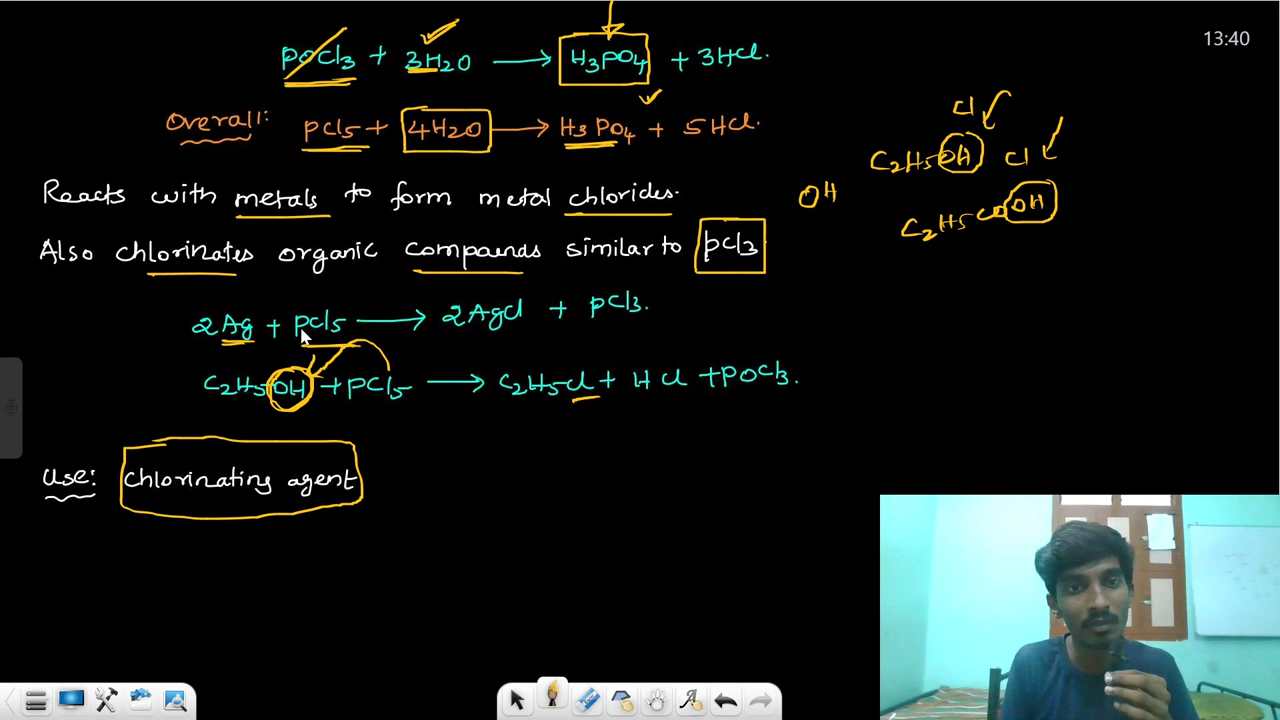 POCl3 + 3H2O → H3PO4 + 3HCl.
13:40
Overall: PCl5 + 4H2O → H3PO4 + 5HCl.
Cl
C2H5OH Cl
Reacts with metals to form metal chlorides.
OH
C2H5COOH
Also chlorinates organic compounds similar to PCl3
2Ag + PCl5 → 2AgCl + PCl3.
C2H5OH + PCl5 → C2H5Cl + HCl + POCl3.
Use: Chlorinating agent